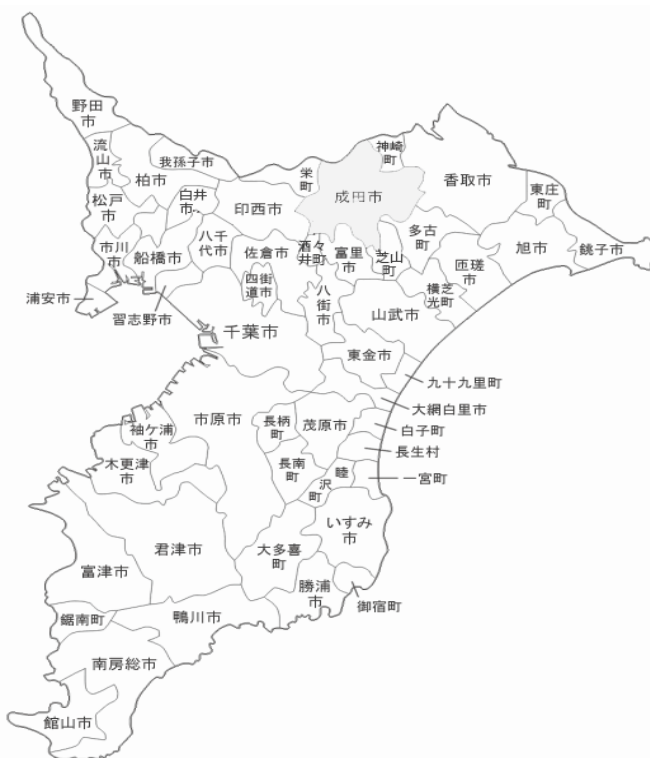 野田
市
流
山
市
柏市
我孫子市
松戸
市
白井
市
印西市
栄
町
成田市
神崎
町
香取市
東庄
町
市川
市
船橋市
八千
代市
佐倉市
酒々
井町
富里
市
芝山
町
多古
町
匝瑳
市
旭市
銚子市
浦安市
習志野市
四街
道市
八
街
市
横芝
光町
山武市
千葉市
東金市
九十九里町
大網白里市
白子町
長生村
一宮町
袖ケ浦
市
市原市
長柄
町
茂原市
木更津
市
長南
町
睦
沢
町
いすみ
市
君津市
大多喜
町
富津市
勝浦
市
御宿町
鋸南町
鴨川市
南房総市
館山市